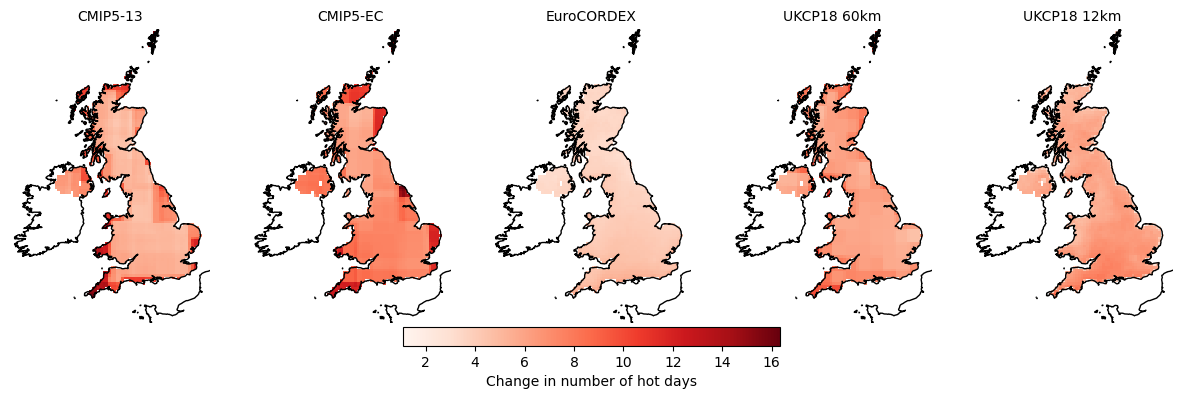 CMIP5-13
CMIP5-EC
EuroCORDEX
UKCP18 60km
UKCP18 12km
2 4 6 8 10 12 14 16
Change in number of hot days